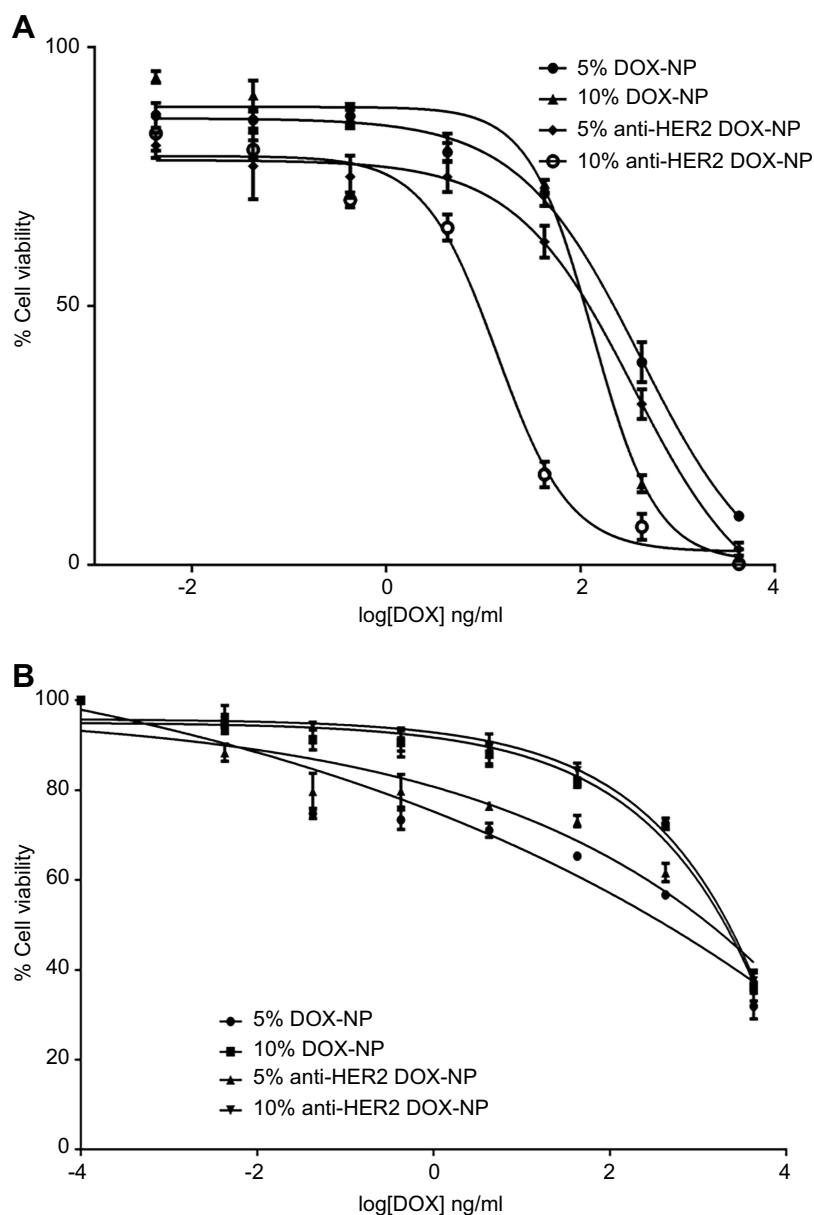 A
100
50
0
% Cell viability
5% DOX-NP
10% DOX-NP
5% anti-HER2 DOX-NP
10% anti-HER2 DOX-NP
-2
0
2
4
log[DOX] ng/ml
B
100
80
60
40
20
0
% Cell viability
5% DOX-NP
10% DOX-NP
5% anti-HER2 DOX-NP
10% anti-HER2 DOX-NP
-4
-2
0
2
4
log[DOX] ng/ml